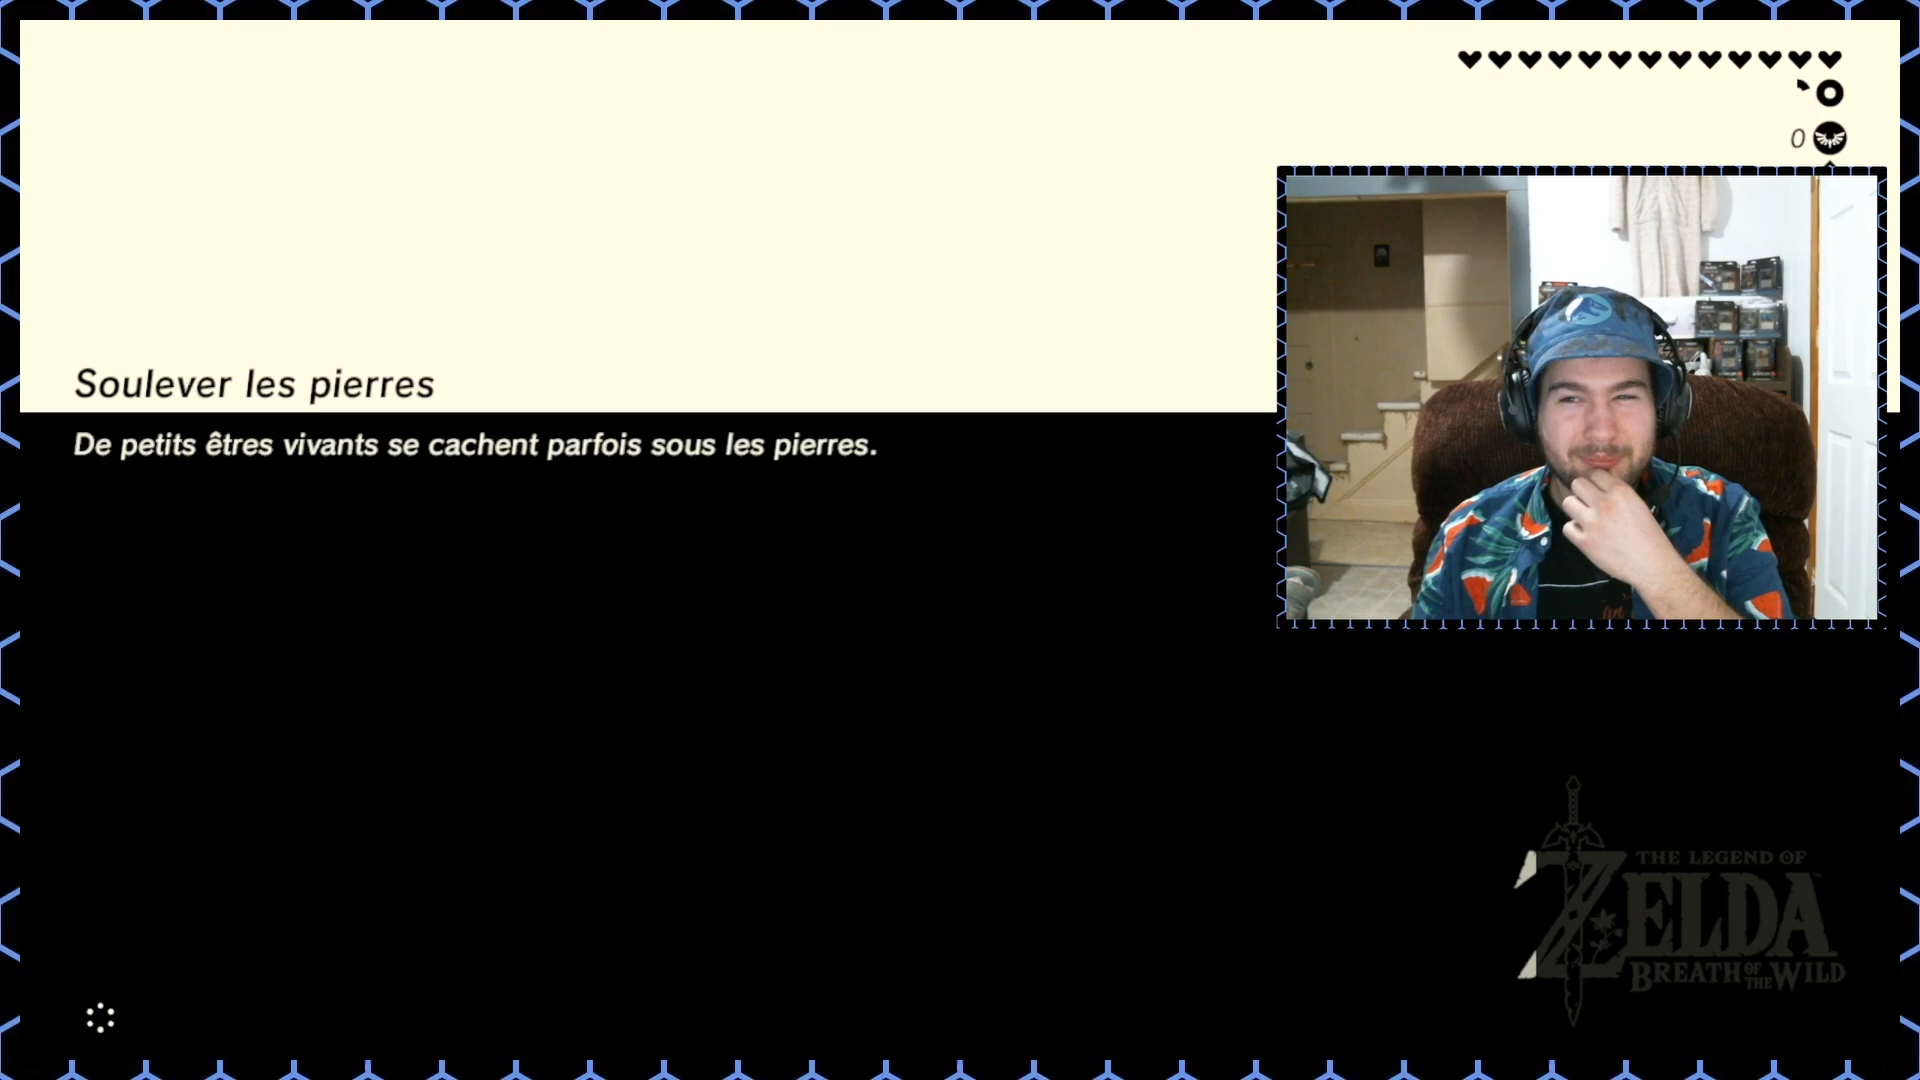 0
Soulever les pierres
De petits êtres vivants se cachent parfois sous les pierres.
THE LEGEND OF
ZELDA
BREATH OF THE WILD